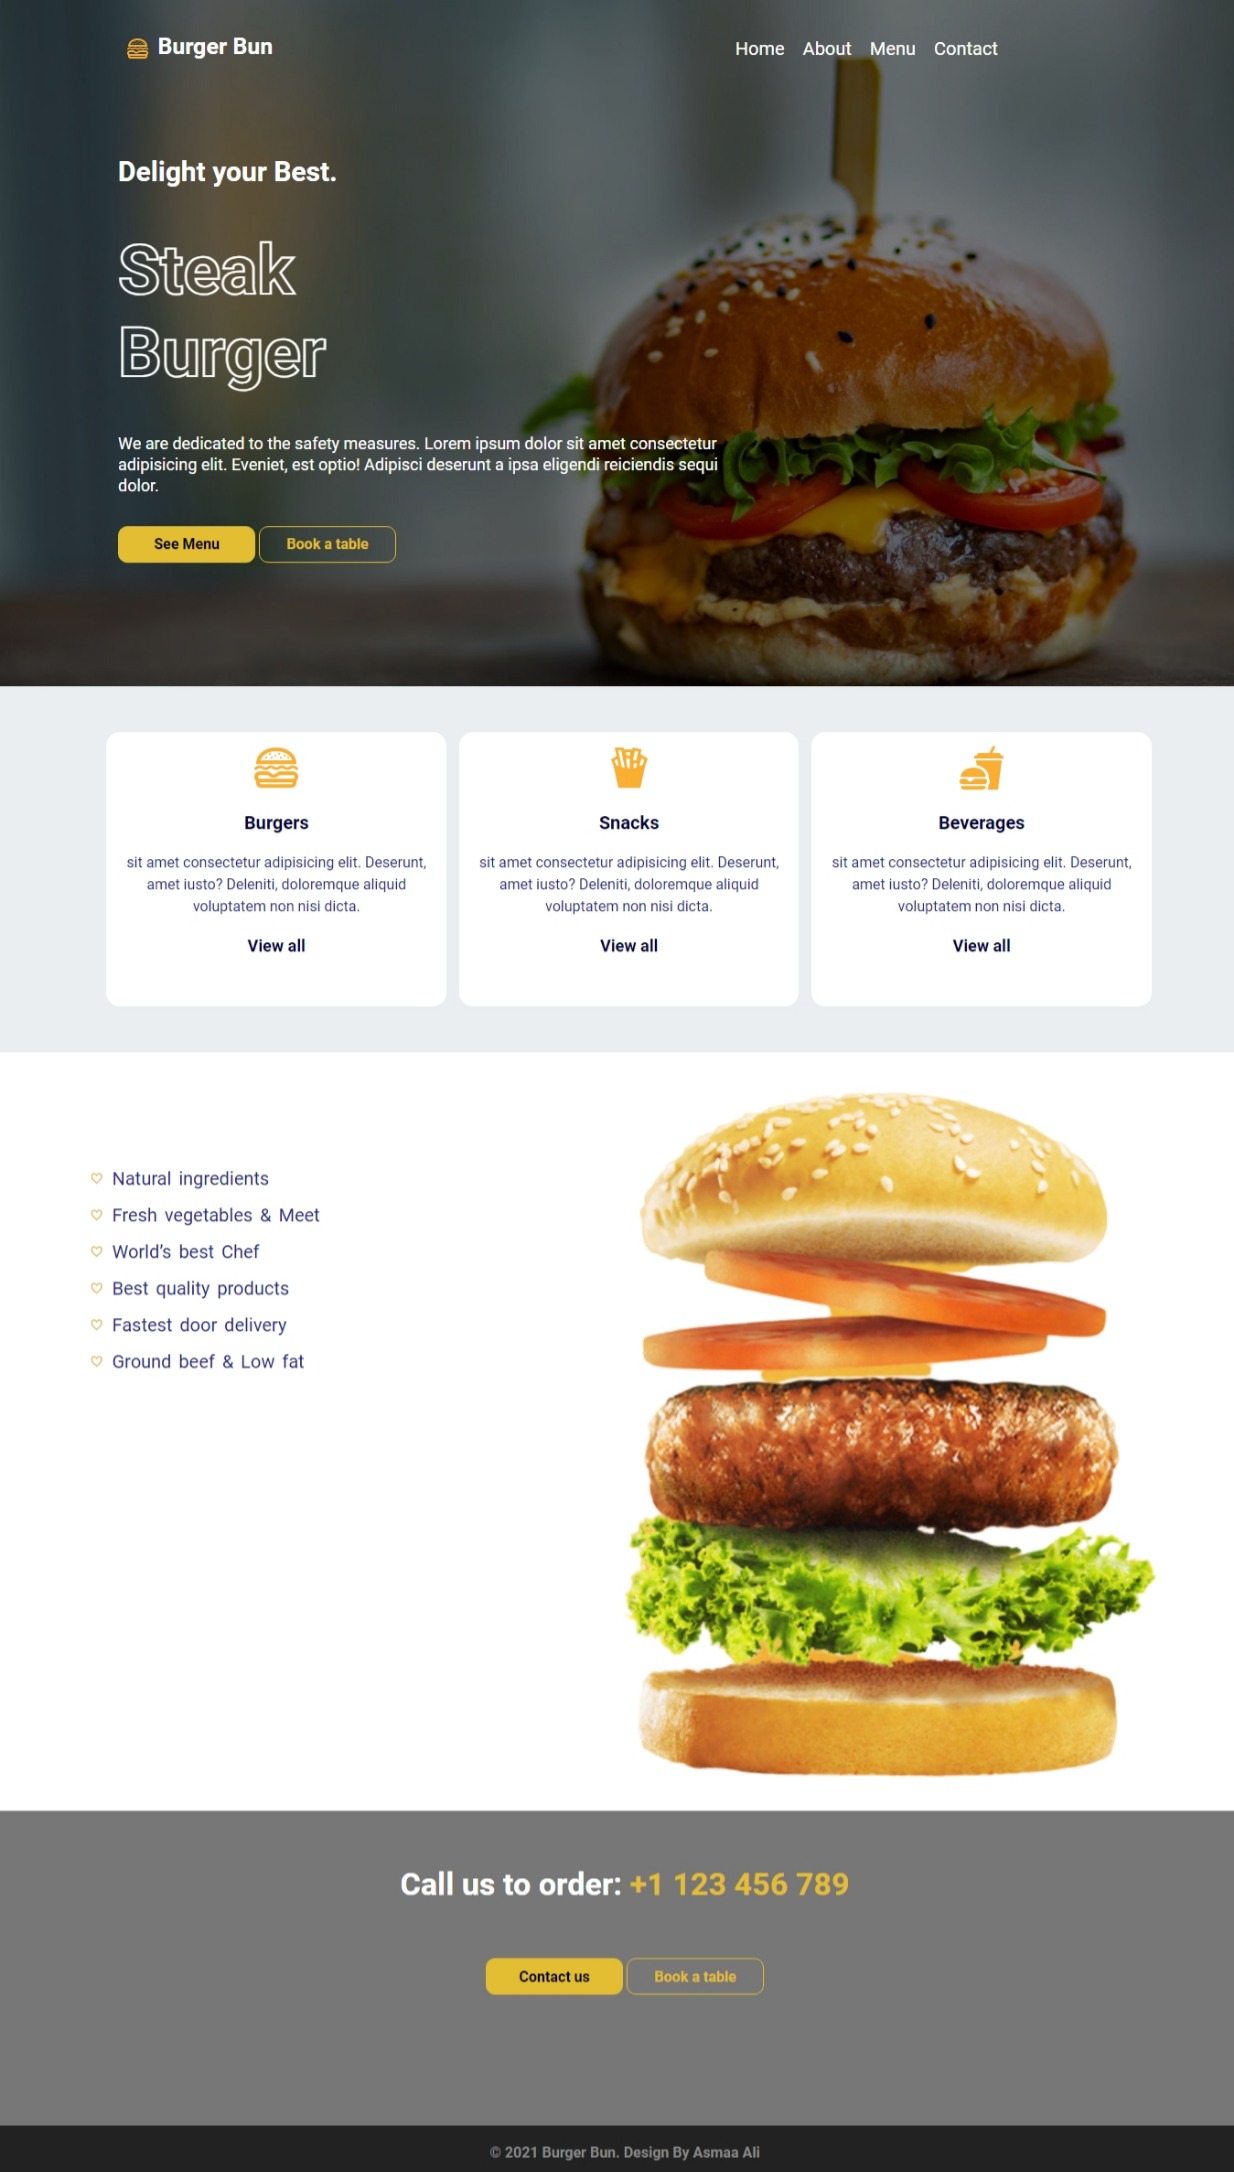 Burger Bun
Home About Menu Contact
Delight your Best.
Steak
Burger
We are dedicated to the safety measures. Lorem ipsum dolor sit amet consectetur
adipisicing elit. Eveniet, est optio! Adipisci deserunt a ipsa eligendi reiciendis sequi
dolor.
See Menu Book a table
Burgers
sit amet consectetur adipisicing elit. Deserunt,
amet iusto? Deleniti, doloremque aliquid
voluptatem non nisi dicta.
View all
Snacks
sit amet consectetur adipisicing elit. Deserunt,
amet iusto? Deleniti, doloremque aliquid
voluptatem non nisi dicta.
View all
Beverages
sit amet consectetur adipisicing elit. Deserunt,
amet iusto? Deleniti, doloremque aliquid
voluptatem non nisi dicta.
View all
Natural ingredients
Fresh vegetables & Meet
World’s best Chef
Best quality products
Fastest door delivery
Ground beef & Low fat
Call us to order: +1 123 456 789
Contact us Book a table
© 2021 Burger Bun. Design By Asmaa Ali